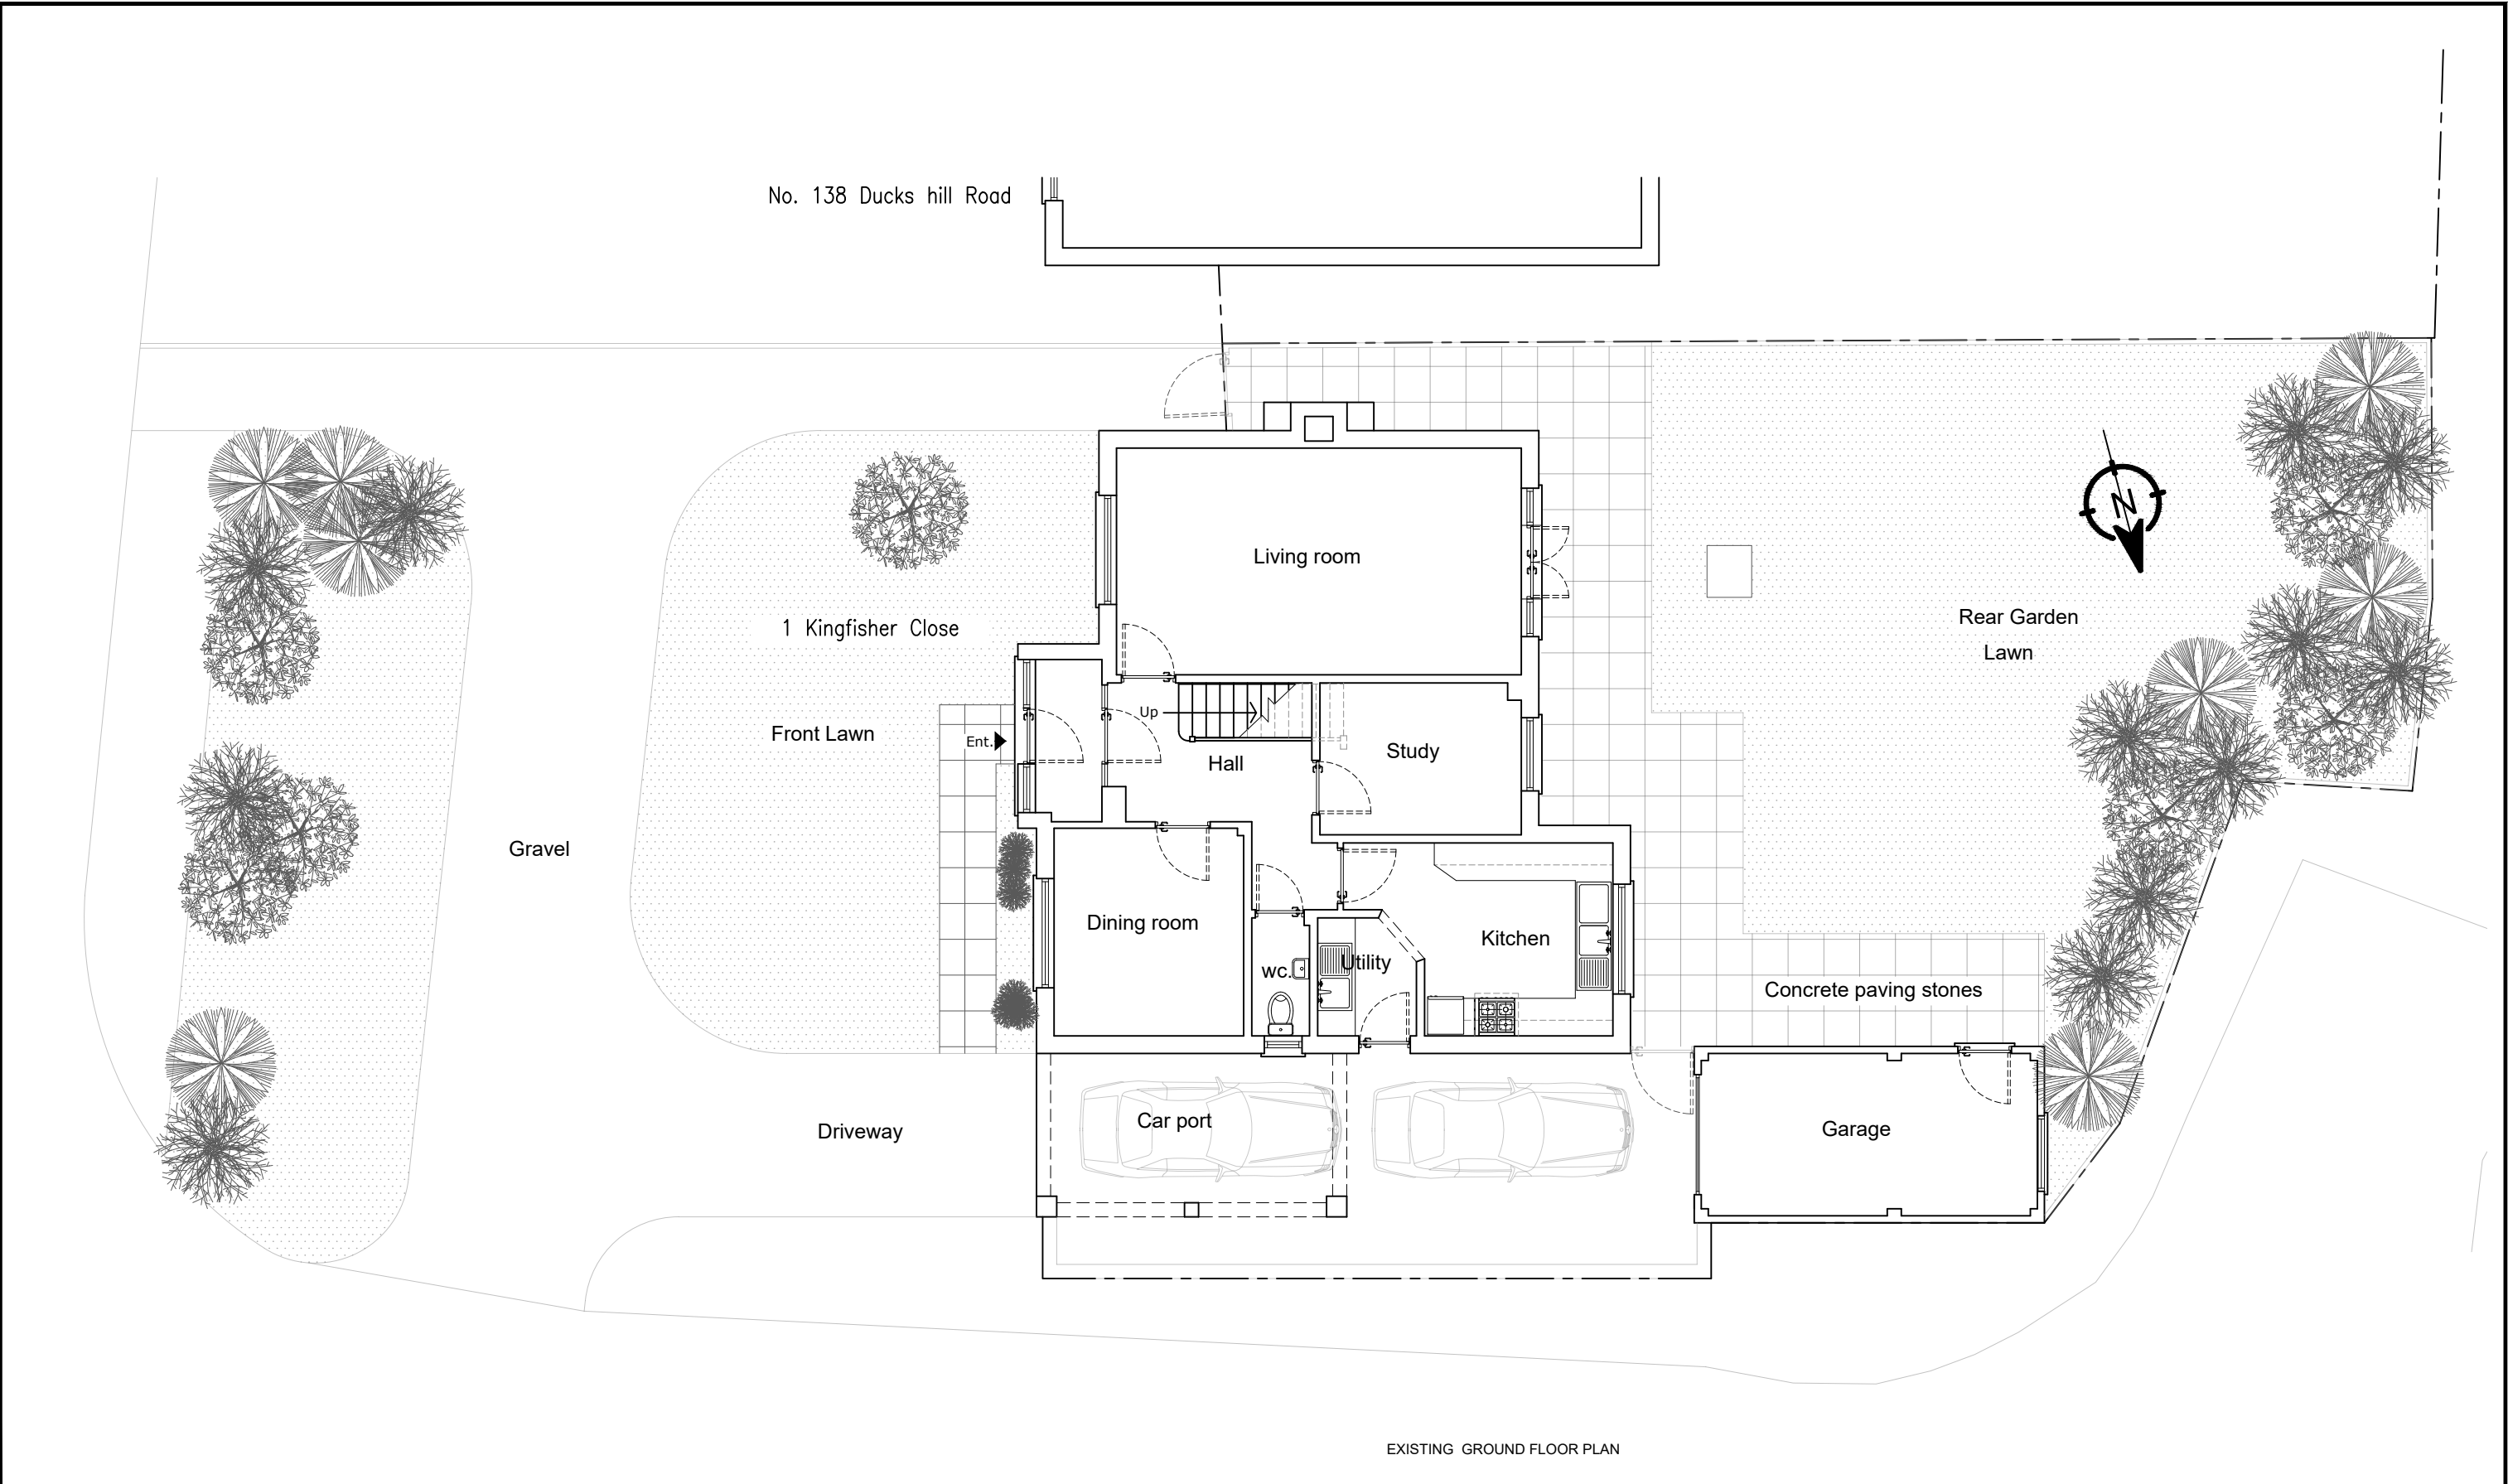 No. 138 Ducks hill Road
Living room
N
1 Kingfisher Close
Rear Garden
Lawn
Up
Ent.
Front Lawn
Hall
Study
Gravel
Dining room
Kitchen
wc.
Utility
Concrete paving stones
Car port
Driveway
Garage
EXISTING GROUND FLOOR PLAN